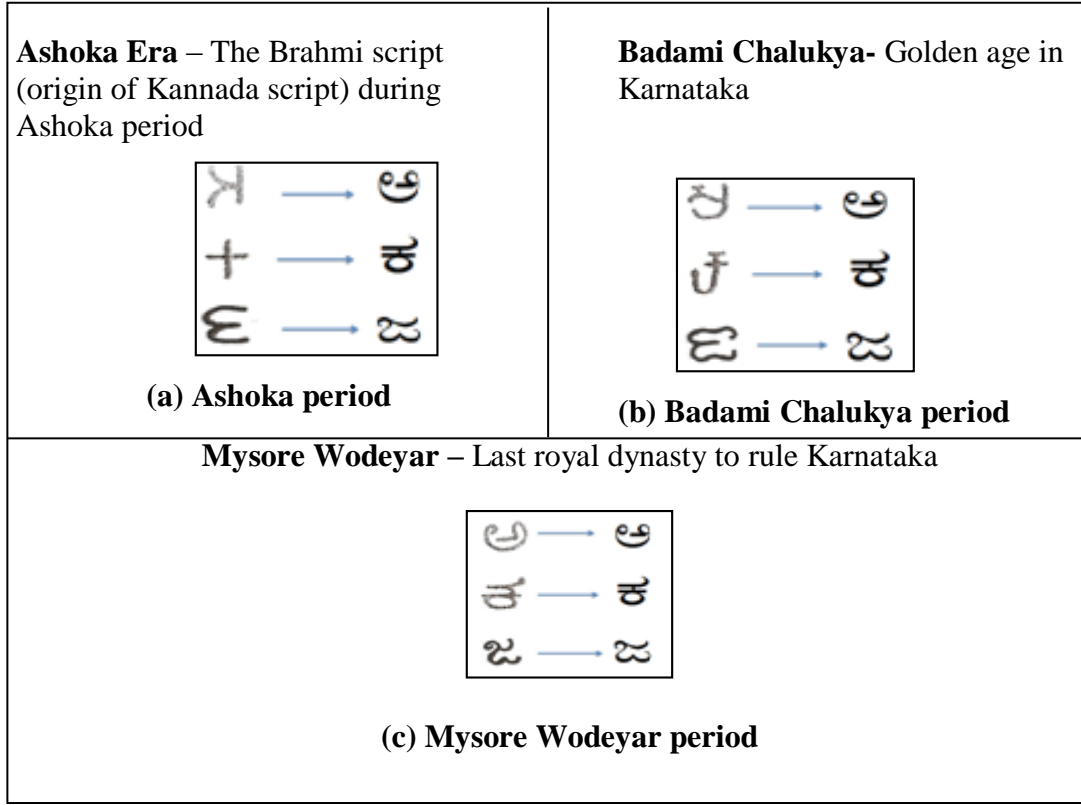 Ashoka Era – The Brahmi script
(origin of Kannada script) during
Ashoka period
𑀅 → ಅ
𑀓 → ಕ
𑀚 → ಜ
(a) Ashoka period
Badami Chalukya- Golden age in
Karnataka
→ ಅ
→ ಕ
→ ಜ
(b) Badami Chalukya period
Mysore Wodeyar – Last royal dynasty to rule Karnataka
ಅ → ಅ
ಕ → ಕ
ಜ → ಜ
(c) Mysore Wodeyar period